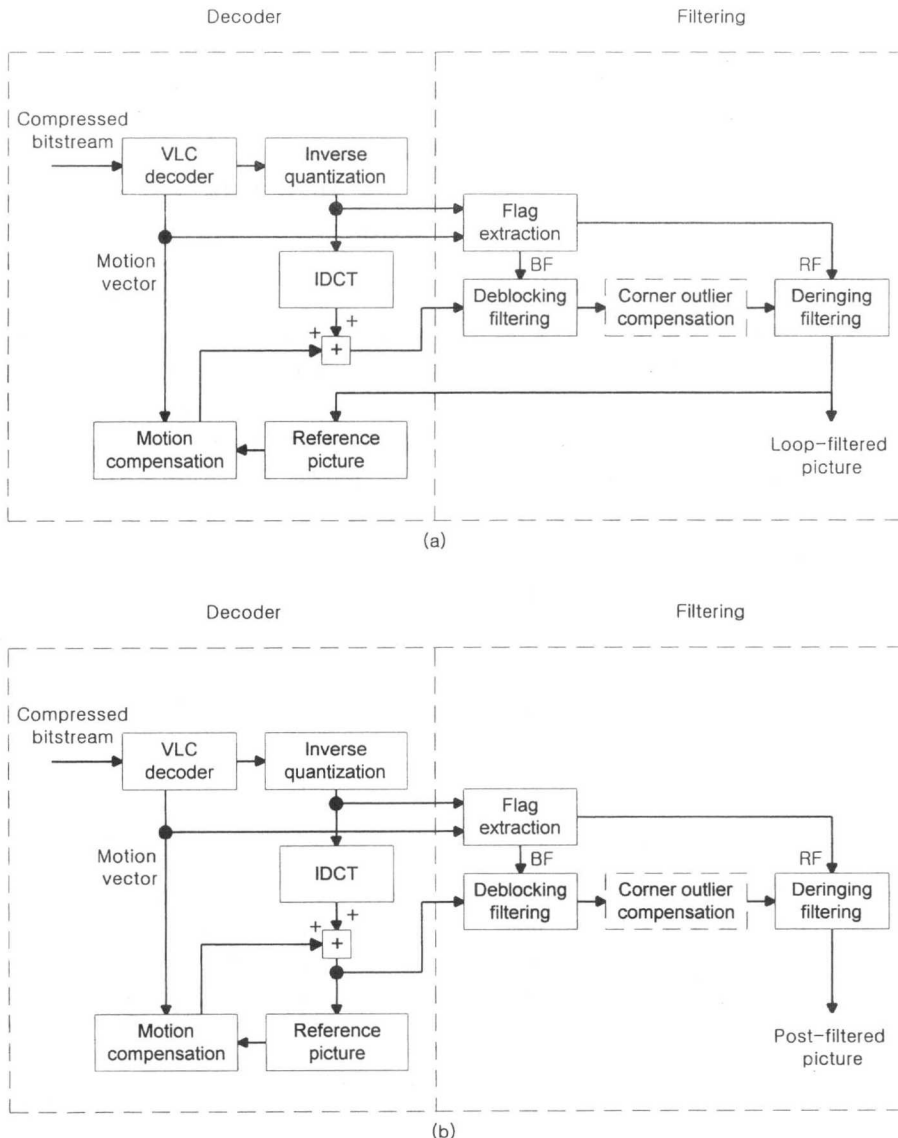 Decoder
Filtering
Compressed
bitstream
VLC
decoder
Inverse
quantization
Flag
extraction
Motion
vector
IDCT
BF
RF
Deblocking
filtering
Corner outlier
compensation
Deringing
filtering
+
+
+
Motion
compensation
Reference
picture
Loop-filtered
picture
(a)
Decoder
Filtering
Compressed
bitstream
VLC
decoder
Inverse
quantization
Flag
extraction
Motion
vector
IDCT
BF
RF
Deblocking
filtering
Corner outlier
compensation
Deringing
filtering
+
+
+
Motion
compensation
Reference
picture
Post-filtered
picture
(b)